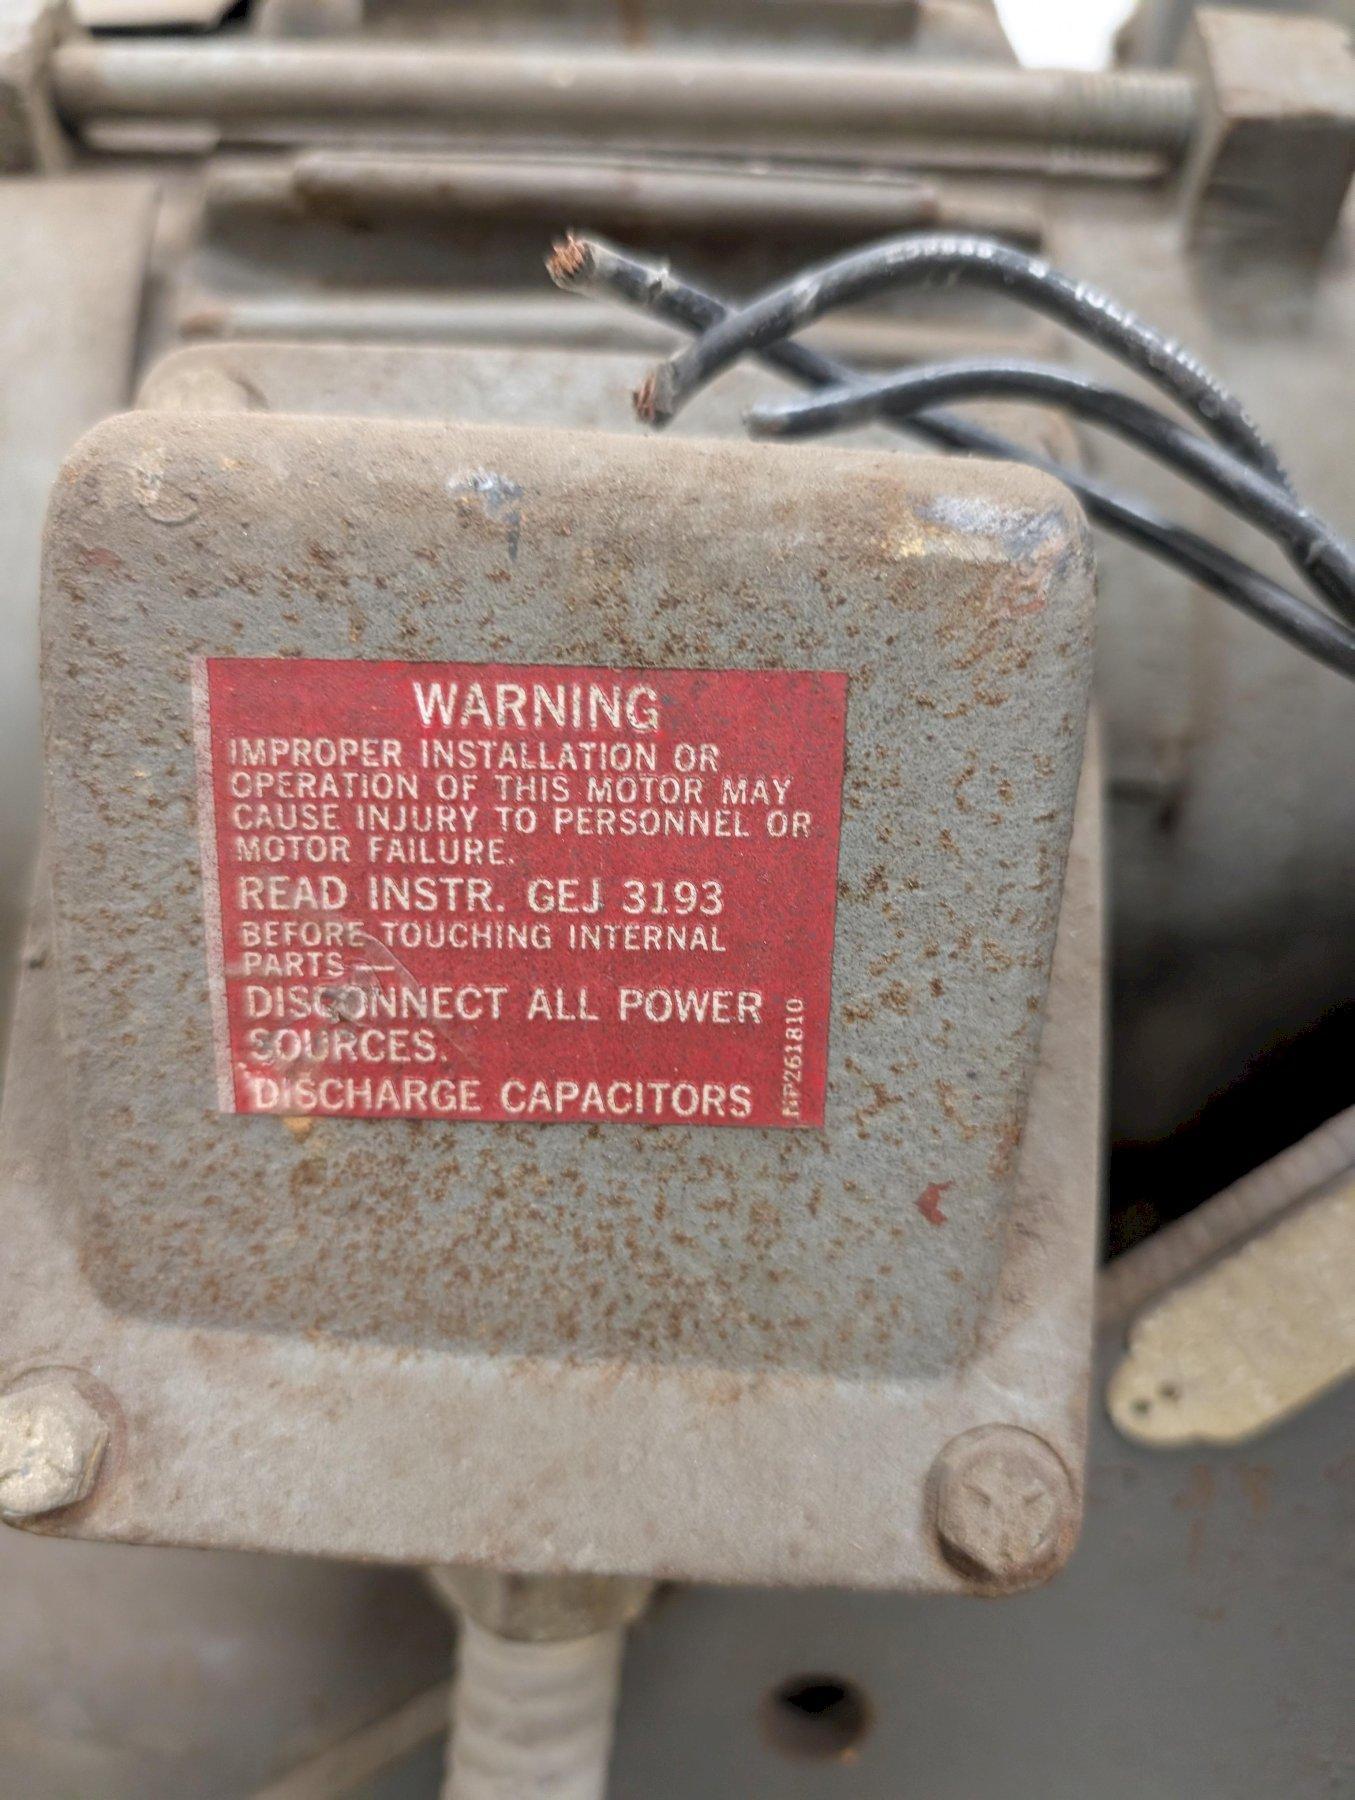 WARNING
IMPROPER INSTALLATION OR
OPERATION OF THIS MOTOR MAY
CAUSE INJURY TO PERSONNEL OR
MOTOR FAILURE.
READ INSTR. GEJ 3193
BEFORE TOUCHING INTERNAL
PARTS —
DISCONNECT ALL POWER
SOURCES.
DISCHARGE CAPACITORS
NP261810